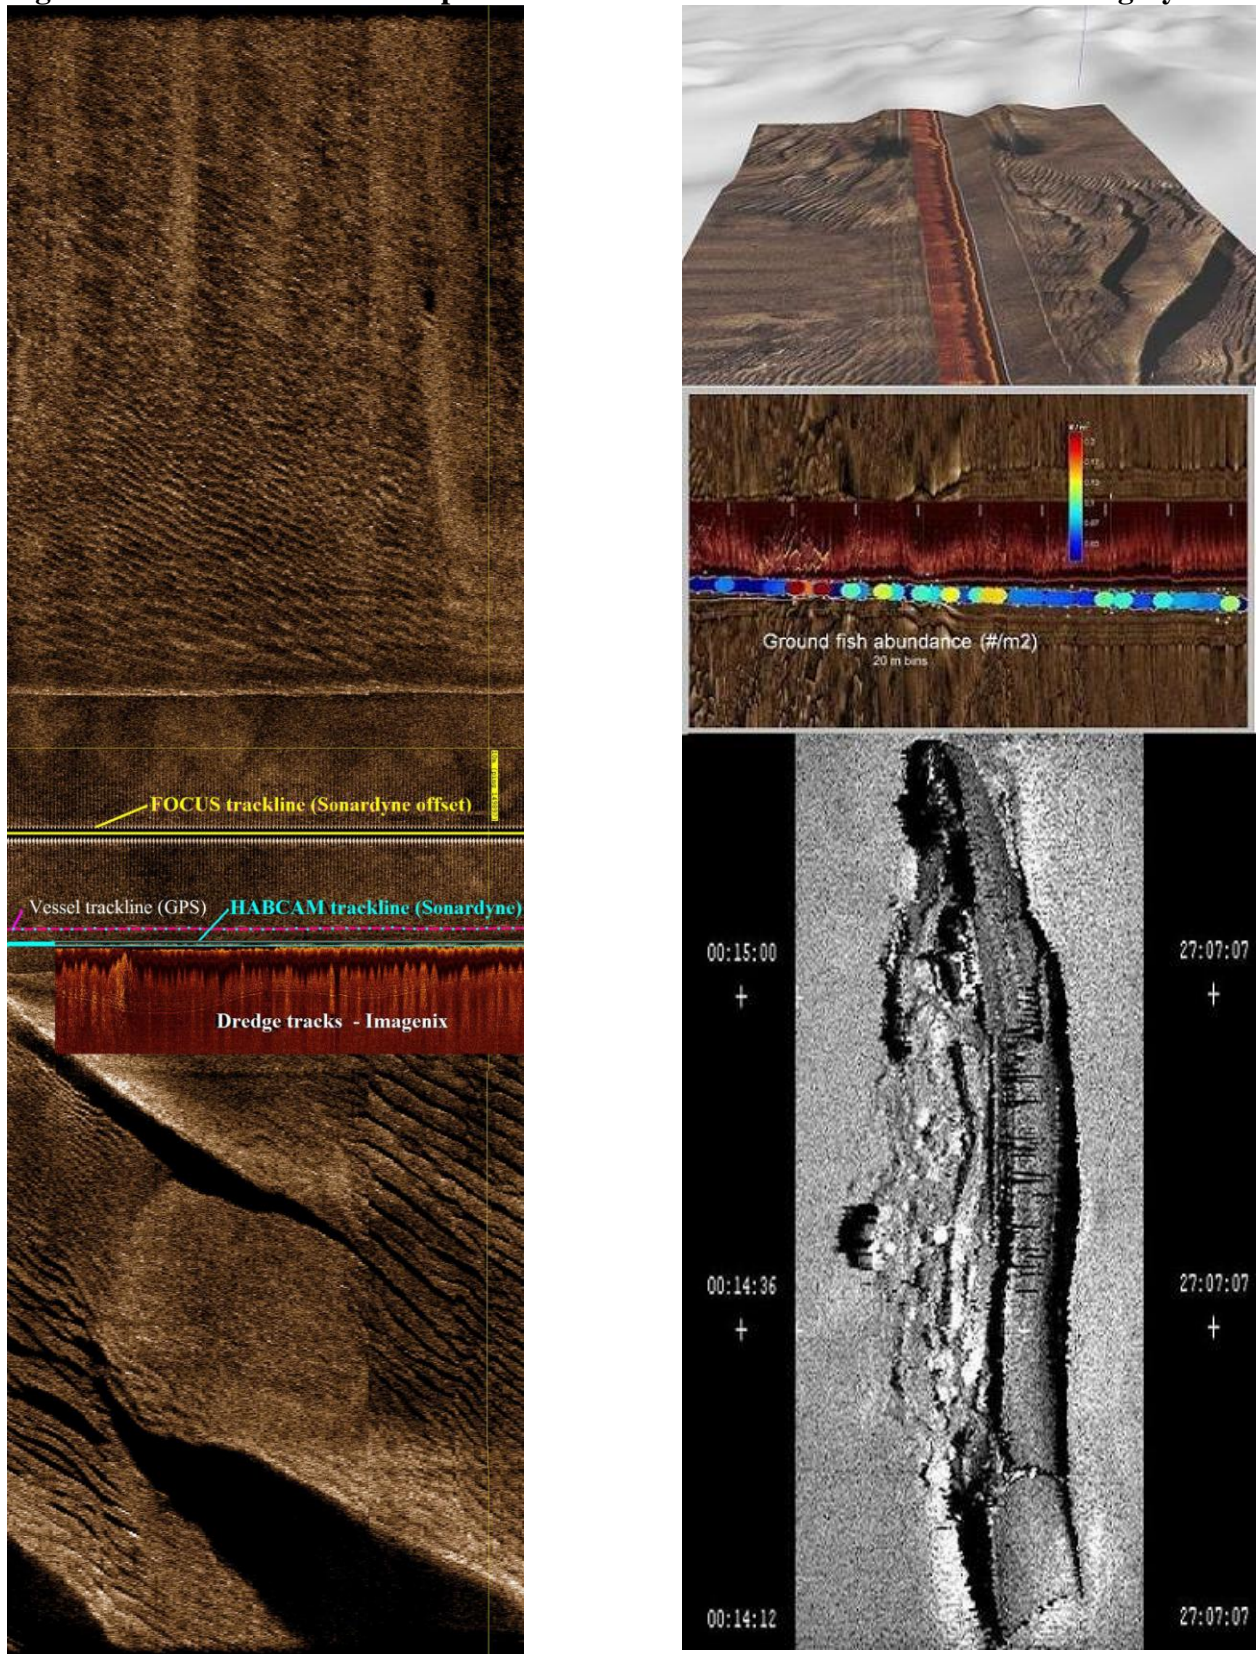 FOCUS trackline (Sonardyne offset)
Vessel trackline (GPS)
HABCAM trackline (Sonardyne)
Dredge tracks - Imagenix
Ground fish abundance (#/m2)
20 m bins
00:15:00
27:07:07
00:14:36
27:07:07
00:14:12
27:07:07